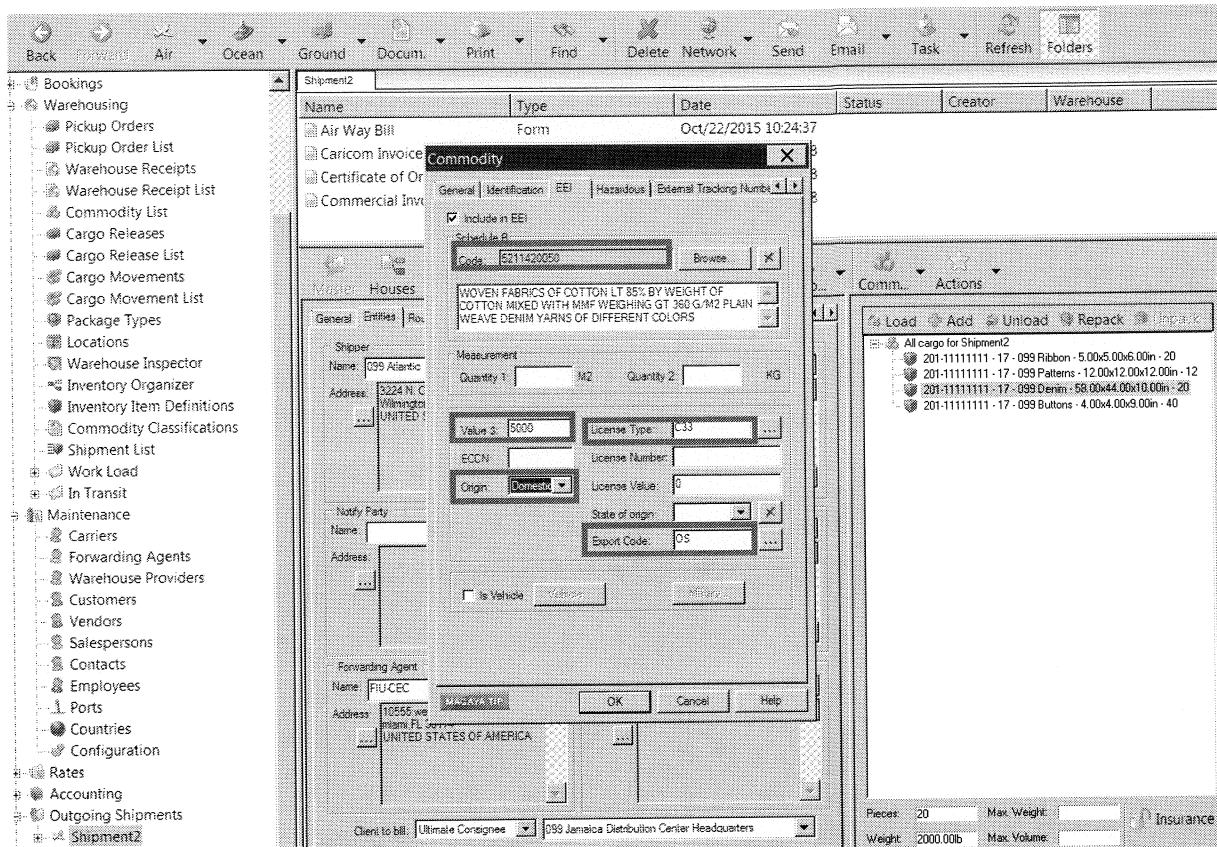 Back Forward Air Ocean Ground Docum. Print Find Delete Network Send Email Task Refresh Folders
Bookings
Warehousing
Pickup Orders
Pickup Order List
Warehouse Receipts
Warehouse Receipt List
Commodity List
Cargo Releases
Cargo Release List
Cargo Movements
Cargo Movement List
Package Types
Locations
Warehouse Inspector
Inventory Organizer
Inventory Item Definitions
Commodity Classifications
Shipment List
Work Load
In Transit
Maintenance
Carriers
Forwarding Agents
Warehouse Providers
Customers
Vendors
Salespersons
Contacts
Employees
Ports
Countries
Configuration
Rates
Accounting
Outgoing Shipments
Shipment2
Shipment2
Name Type Date Status Creator Warehouse
Air Way Bill Form Oct/22/2015 10:24:37
Caricom Invoice
Certificate of Or
Commercial Inv
Master Houses
General Entities Rou
Shipper
Name: 099 Atlantic
Address: 3224 N. C
Wilmington
UNITED S
...
Notify Party
Name:
Address:
...
Forwarding Agent
Name: FIU-CEC
Address: 10555 we
miami, FL
UNITED STATES OF AMERICA
...
Client to bill: Ultimate Consignee 099 Jamaica Distribution Center Headquarters
Commodity X
General Identification EEI Hazardous External Tracking Numbe
Include in EEI
Schedule B
Code: 5211420050 Browse... X
WOVEN FABRICS OF COTTON LT 85% BY WEIGHT OF
COTTON MIXED WITH MMF WEIGHING GT 360 G/M2 PLAIN
WEAVE DENIM YARNS OF DIFFERENT COLORS
Measurement
Quantity 1: M2 Quantity 2: KG
Value $: 5000 License Type: C33 ...
ECCN License Number:
Origin: Domestic License Value: 0
State of origin: X
Export Code: OS ...
Is Vehicle Vehicle Military
MAGAYA TIP OK Cancel Help
Comm... Actions
Load Add Unload Repack Unpack
All cargo for Shipment2
201-11111111 - 17 - 099 Ribbon - 5.00x5.00x6.00in - 20
201-11111111 - 17 - 099 Patterns - 12.00x12.00x12.00in - 12
201-11111111 - 17 - 099 Denim - 58.00x44.00x10.00in - 20
201-11111111 - 17 - 099 Buttons - 4.00x4.00x9.00in - 40
Pieces: 20 Max. Weight: Insurance
Weight: 2000.00lb Max. Volume: